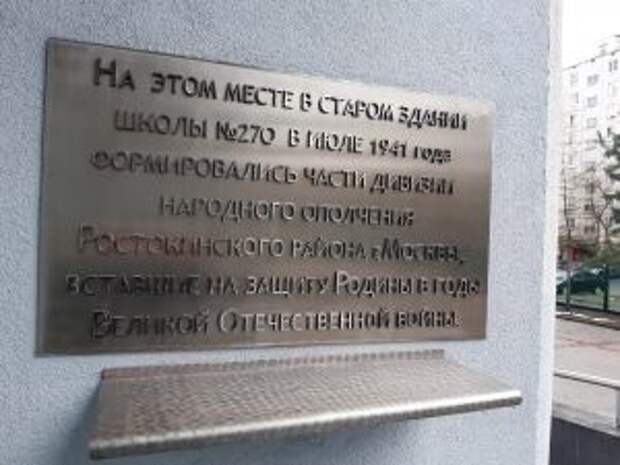 На этом месте в старом здании
школы №270 в июле 1941 года
формировались части дивизии
народного ополчения
Ростокинского района г.Москвы,
вставшие на защиту Родины в годы
Великой Отечественной войны.